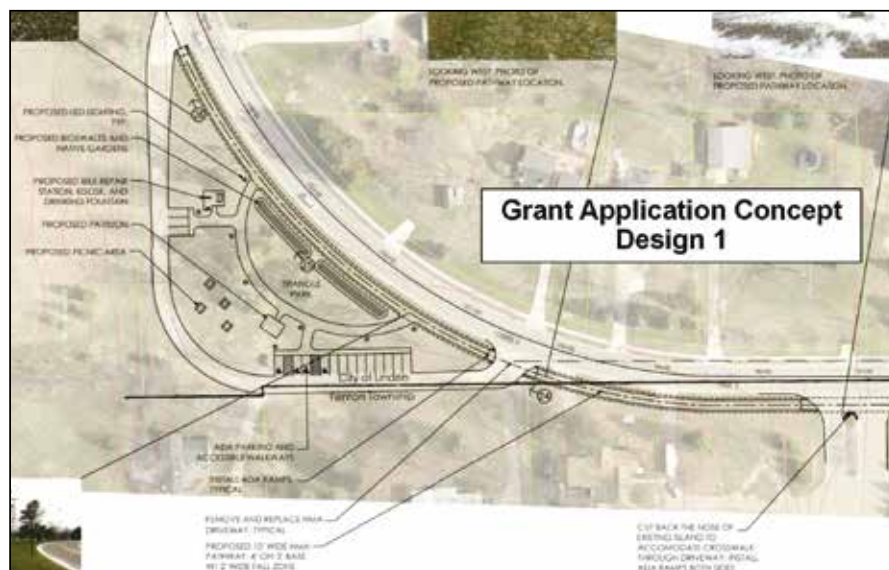 LOOKING WEST, PHOTO OF
PROPOSED PATHWAY LOCATION.
LOOKING WEST, PHOTO OF
PROPOSED PATHWAY LOCATION.
PROPOSED LED LIGHTING,
TYP.
PROPOSED BIOSWALES AND
NATIVE GARDENS
PROPOSED BIKE REPAIR
STATION, KIOSK, AND
DRINKING FOUNTAIN
PROPOSED PAVILION
PROPOSED PICNIC AREA
Grant Application Concept
Design 1
TRIANGLE
PARK
City of Linden
Fenton Township
ADA PARKING AND
ACCESSIBLE WALKWAYS
INSTALL ADA RAMPS,
TYPICAL
REMOVE AND REPLACE HMA
DRIVEWAY, TYPICAL
PROPOSED 10' WIDE HMA
PATHWAY, 4" ON 3' BASE
W/ 2' WIDE FALL ZONE
CUT BACK THE NOSE OF
EXISTING ISLAND TO
ACCOMODATE CROSSWALK
THROUGH DRIVEWAY, INSTALL
ADA RAMPS BOTH SIDES